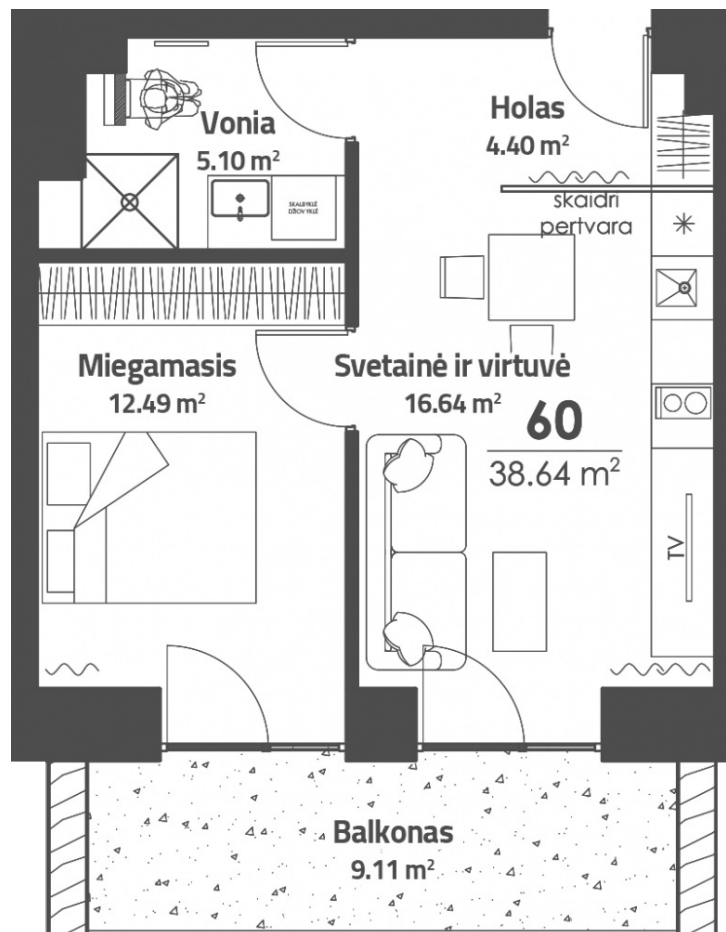 Vonia
5.10 m²
Holas
4.40 m²
skaidri
pertvara
SKALBYKLĖ
DŽIOVYKLĖ
Miegamasis
12.49 m²
Svetainė ir virtuvė
16.64 m²
60
38.64 m²
TV
Balkonas
9.11 m²